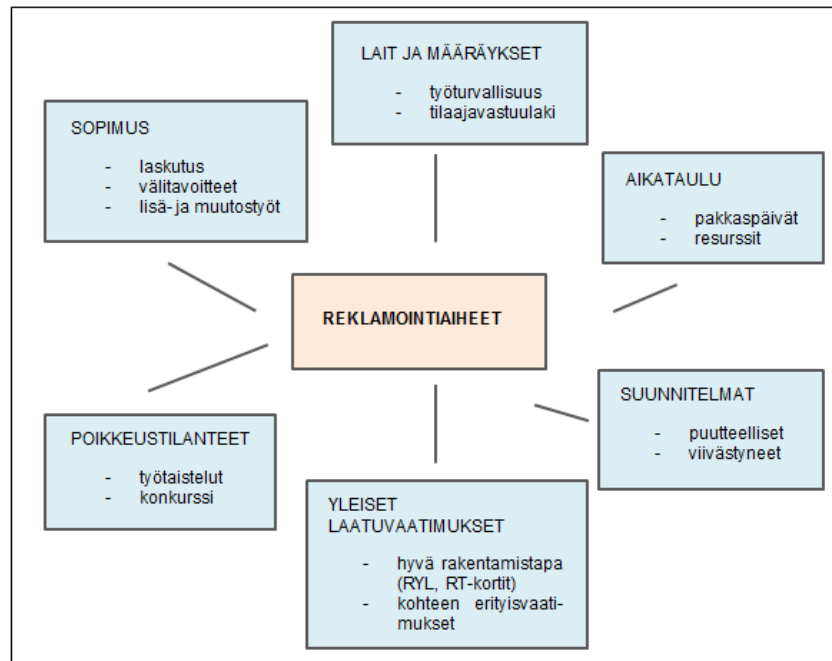 LAIT JA MÄÄRÄYKSET
- työturvallisuus
- tilaajavastuulaki
SOPIMUS
- laskutus
- välitavoitteet
- lisä- ja muutostyöt
AIKATAULU
- pakkaspäivät
- resurssit
REKLAMOINTIAIHEET
SUUNNITELMAT
- puutteelliset
- viivästyneet
POIKKEUSTILANTEET
- työtaistelut
- konkurssi
YLEISET
LAATUVAATIMUKSET
- hyvä rakentamistapa
(RYL, RT-kortit)
- kohteen erityisvaati-
mukset